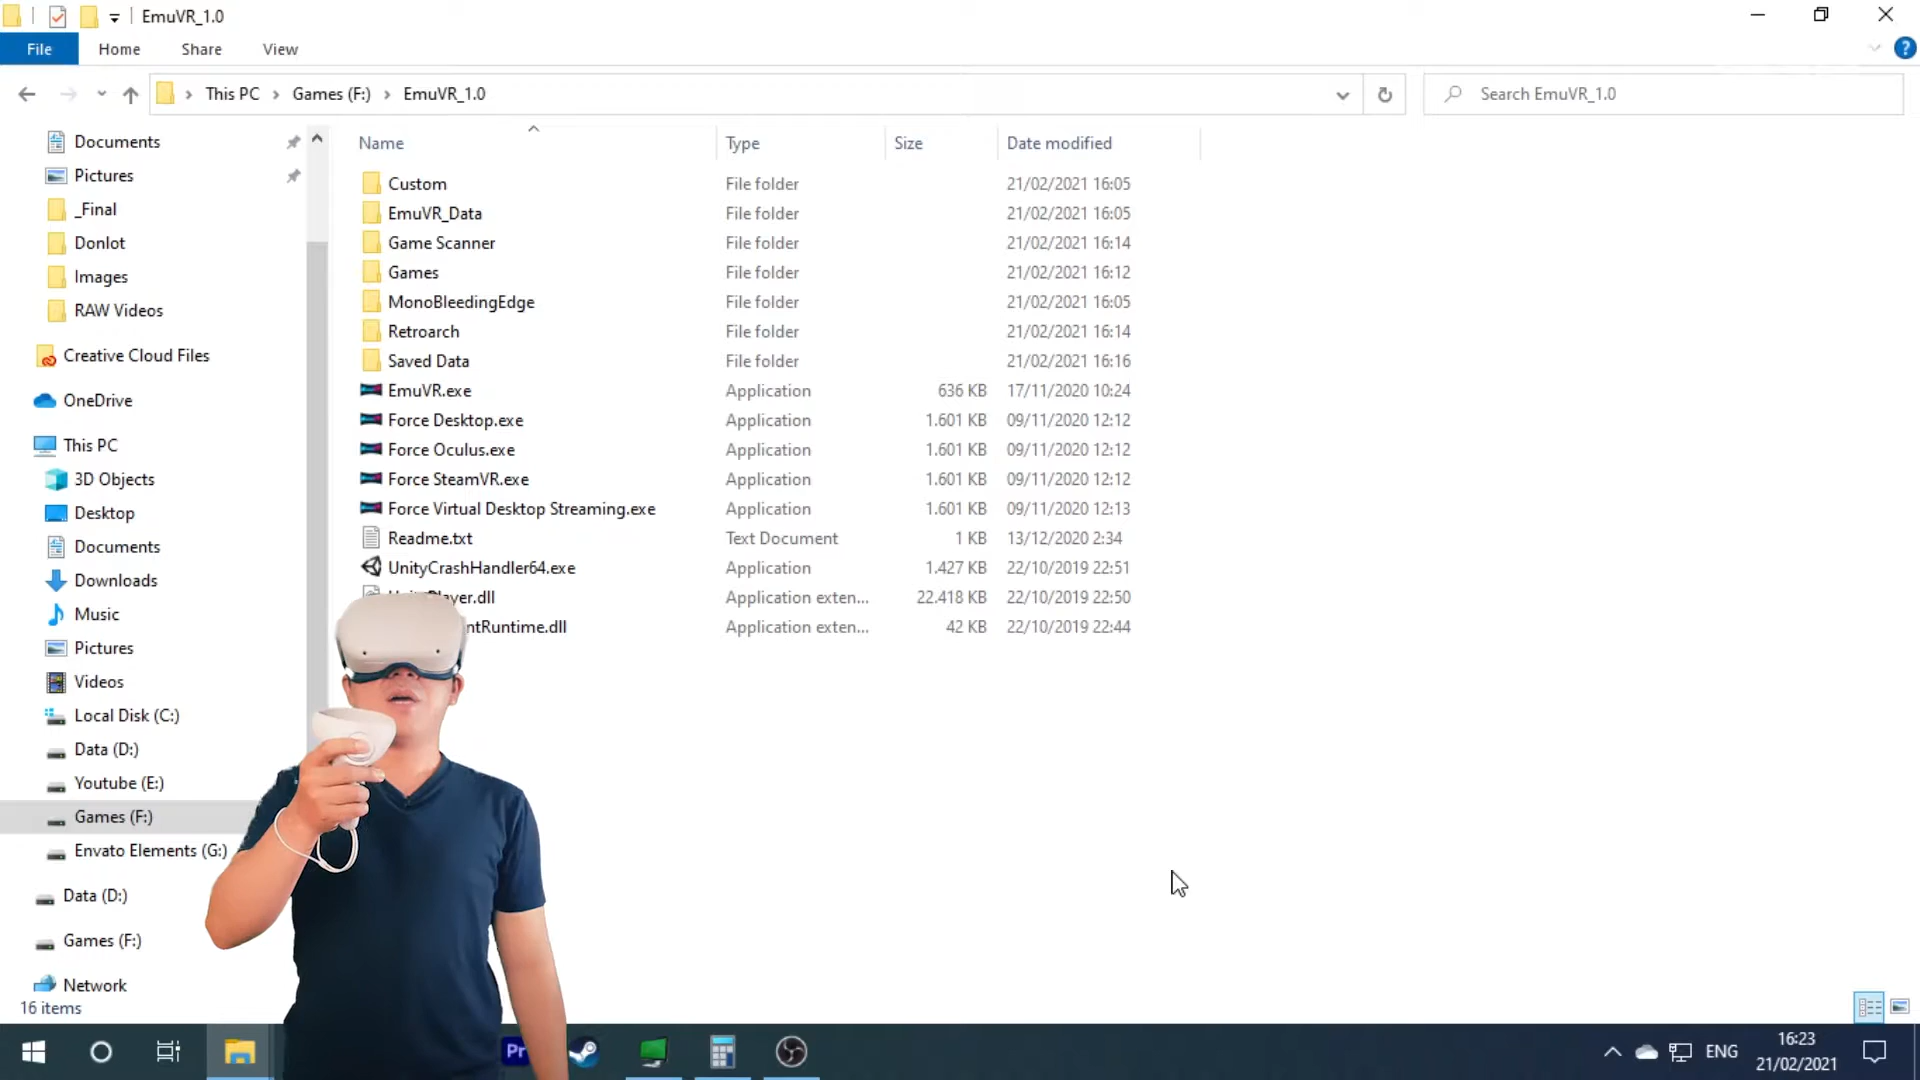 EmuVR_1.0
File Home Share View
This PC Games (F:) EmuVR_1.0
Search EmuVR_1.0
Name Type Size Date modified
Documents
Pictures
_Final
Donlot
Images
RAW Videos
Creative Cloud Files
OneDrive
This PC
3D Objects
Desktop
Documents
Downloads
Music
Pictures
Videos
Local Disk (C:)
Data (D:)
Youtube (E:)
Games (F:)
Envato Elements (G:)
Data (D:)
Games (F:)
Network
Custom File folder 21/02/2021 16:05
EmuVR_Data File folder 21/02/2021 16:05
Game Scanner File folder 21/02/2021 16:14
Games File folder 21/02/2021 16:12
MonoBleedingEdge File folder 21/02/2021 16:05
Retroarch File folder 21/02/2021 16:14
Saved Data File folder 21/02/2021 16:16
EmuVR.exe Application 636 KB 17/11/2020 10:24
Force Desktop.exe Application 1.601 KB 09/11/2020 12:12
Force Oculus.exe Application 1.601 KB 09/11/2020 12:12
Force SteamVR.exe Application 1.601 KB 09/11/2020 12:12
Force Virtual Desktop Streaming.exe Application 1.601 KB 09/11/2020 12:13
Readme.txt Text Document 1 KB 13/12/2020 2:34
UnityCrashHandler64.exe Application 1.427 KB 22/10/2019 22:51
UnityPlayer.dll Application exten... 22.418 KB 22/10/2019 22:50
ntRuntime.dll Application exten... 42 KB 22/10/2019 22:44
16 items
Pr
ENG
16:23
21/02/2021